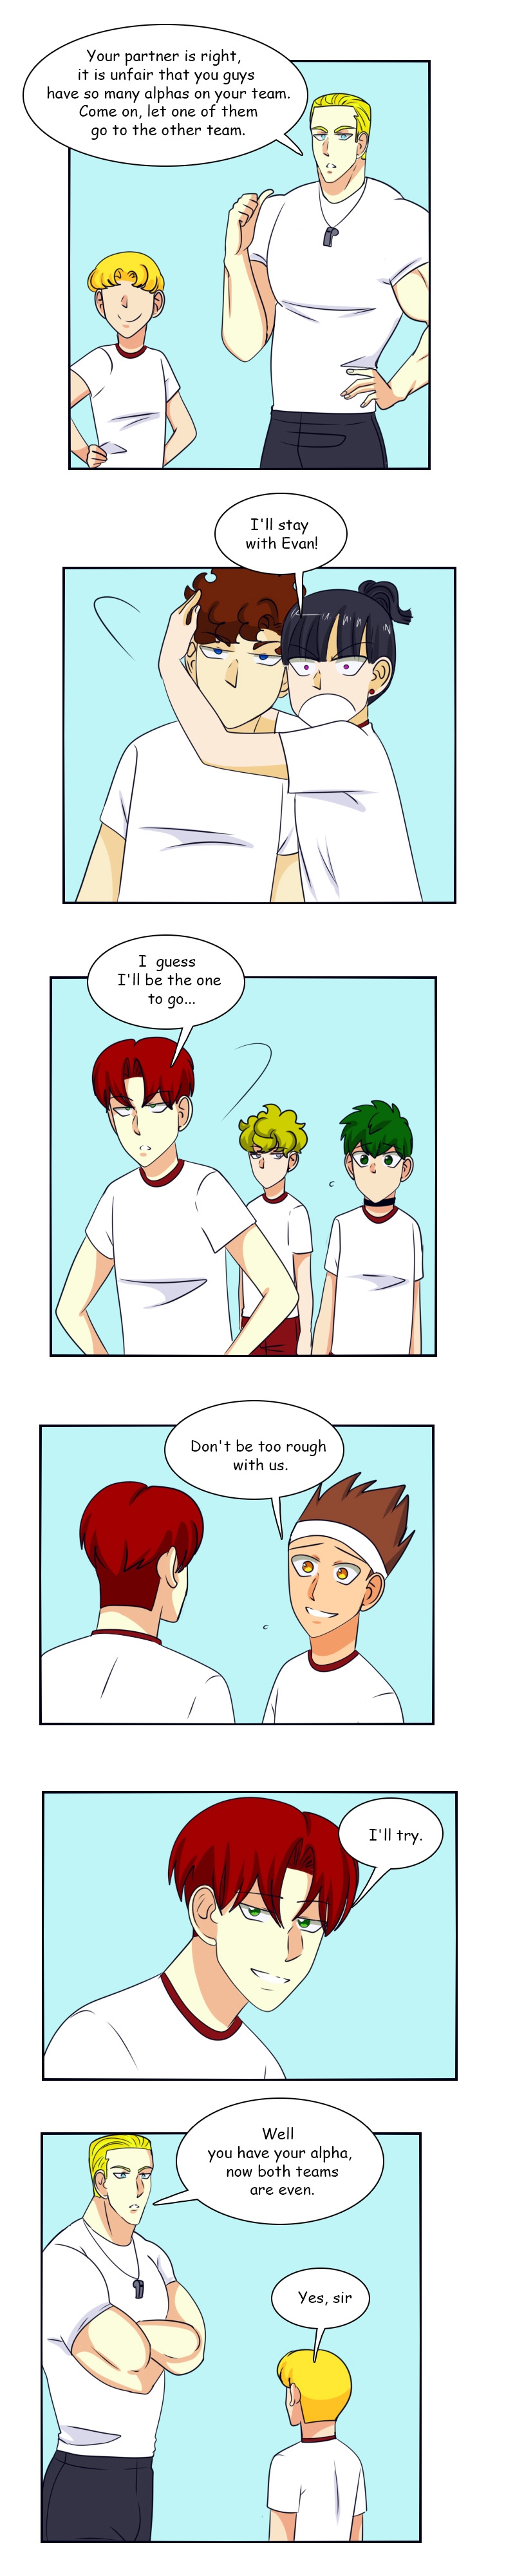 Your partner is right,
it is unfair that you guys
have so many alphas on your team.
Come on, let one of them
go to the other team.
I'll stay
with Evan!
I guess
I'll be the one
to go...
Don't be too rough
with us.
I'll try.
Well
you have your alpha,
now both teams
are even.
Yes, sir